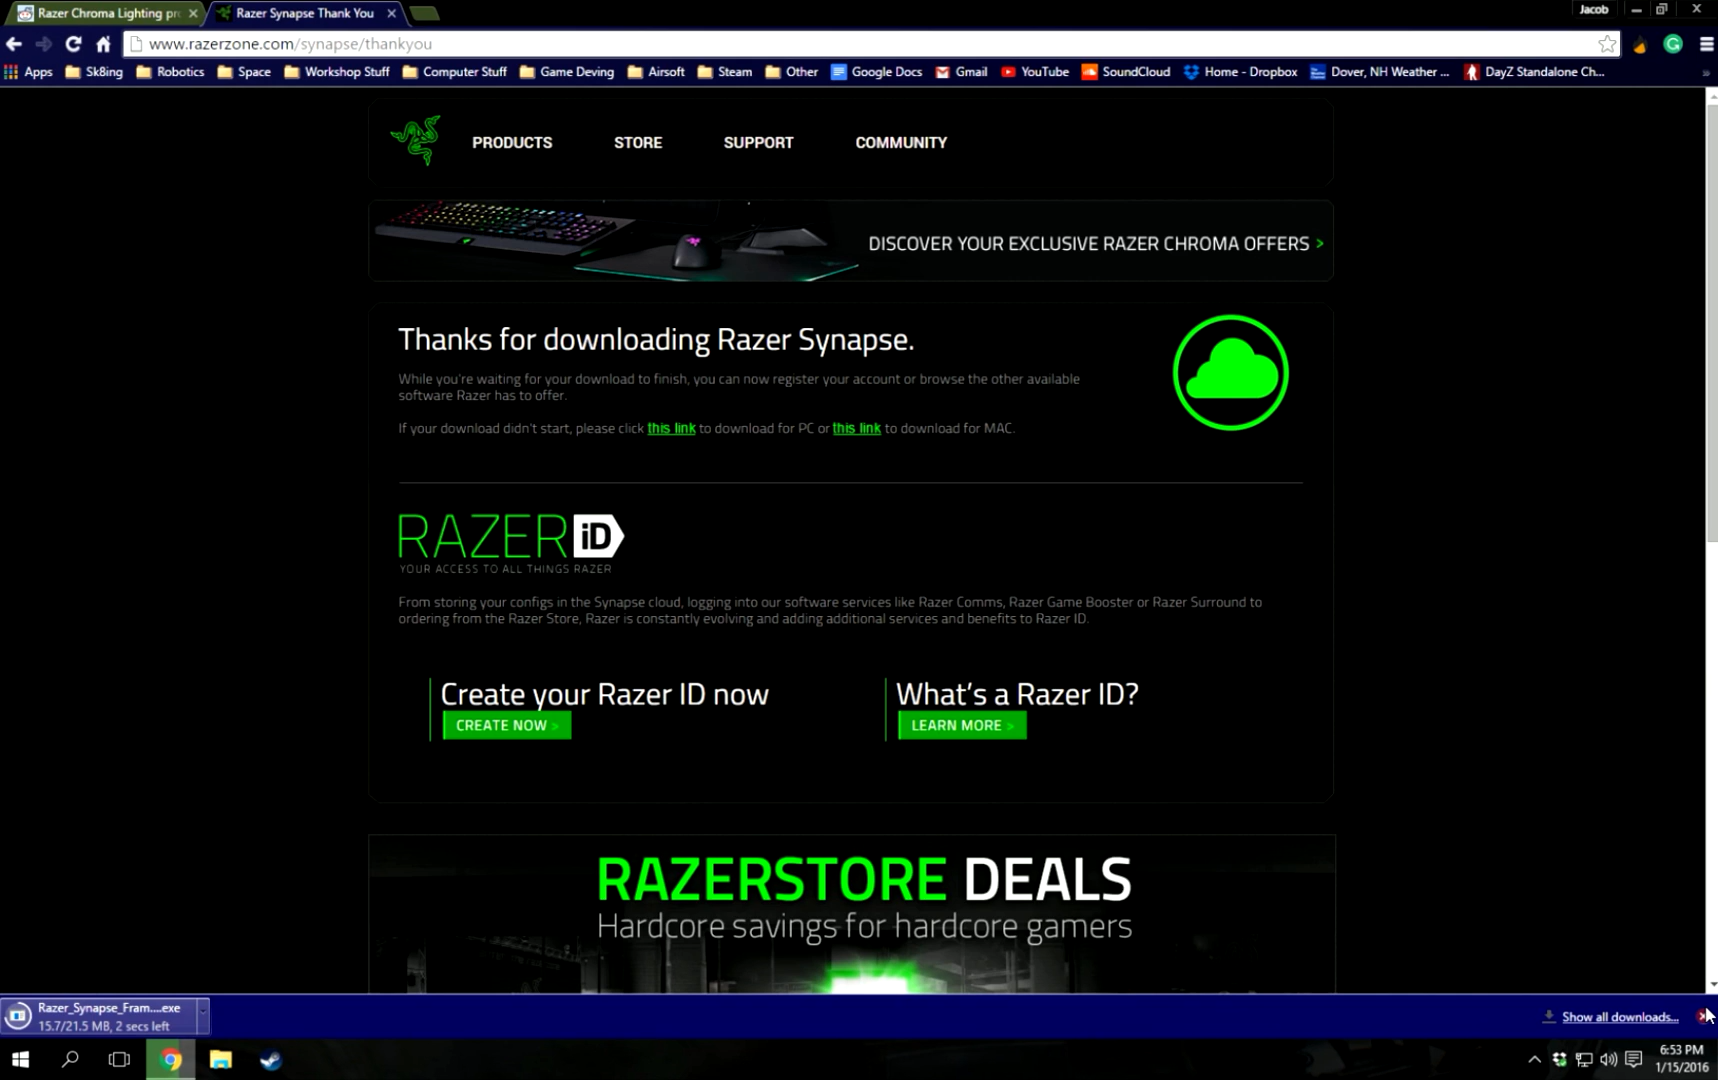 Razer Chroma Lighting pr
Razer Synapse Thank You
Jacob
www.razerzone.com/synapse/thankyou
Apps Sk8ing Robotics Space Workshop Stuff Computer Stuff Game Deving Airsoft Steam Other Google Docs Gmail YouTube SoundCloud Home - Dropbox Dover, NH Weather ... DayZ Standalone Ch...
PRODUCTS STORE SUPPORT COMMUNITY
DISCOVER YOUR EXCLUSIVE RAZER CHROMA OFFERS >
Thanks for downloading Razer Synapse.
While you're waiting for your download to finish, you can now register your account or browse the other available
software Razer has to offer.
If your download didn't start, please click this link to download for PC or this link to download for MAC.
RAZER iD
YOUR ACCESS TO ALL THINGS RAZER
From storing your configs in the Synapse cloud, logging into our software services like Razer Comms, Razer Game Booster or Razer Surround to
ordering from the Razer Store, Razer is constantly evolving and adding additional services and benefits to Razer ID.
Create your Razer ID now
CREATE NOW >
What's a Razer ID?
LEARN MORE >
RAZERSTORE DEALS
Hardcore savings for hardcore gamers
Razer_Synapse_Fram....exe
15.7/21.5 MB, 2 secs left
Show all downloads...
6:53 PM
1/15/2016